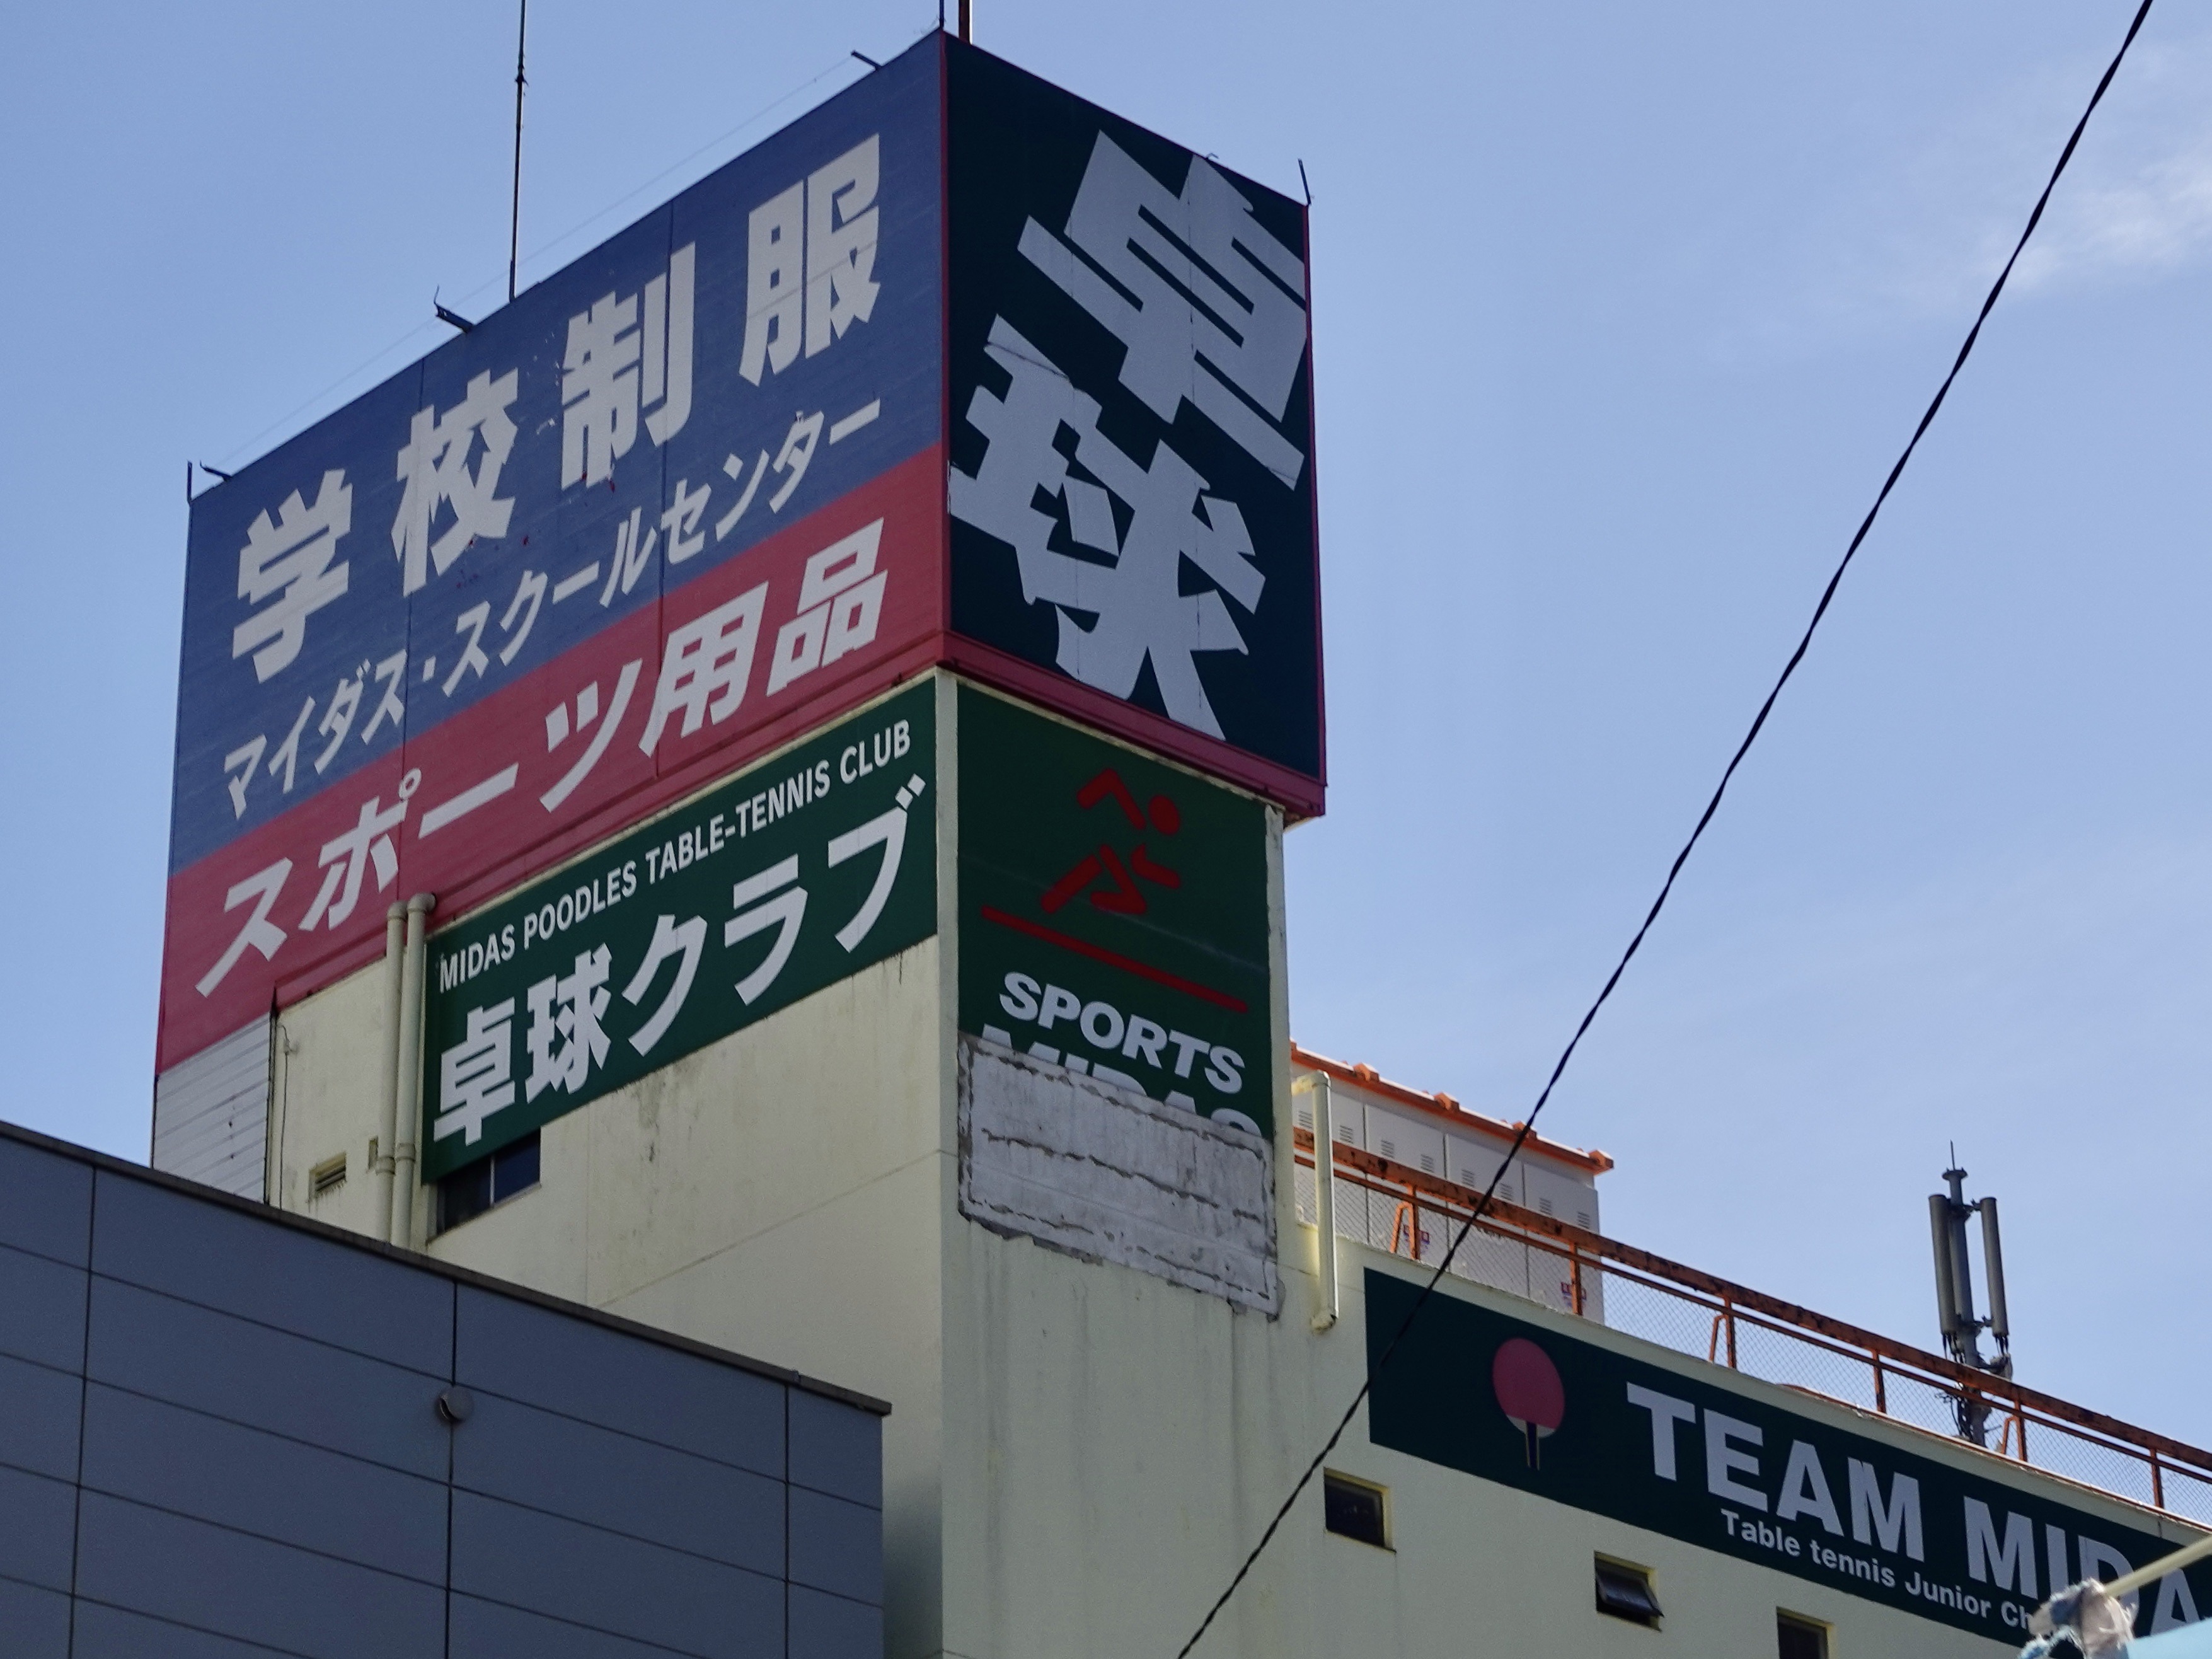 学校制服
マイダス・スクールセンター
スポーツ用品
卓球
MIDAS POODLES TABLE-TENNIS CLUB
卓球クラブ
SPORTS
TEAM
Table tennis Junior